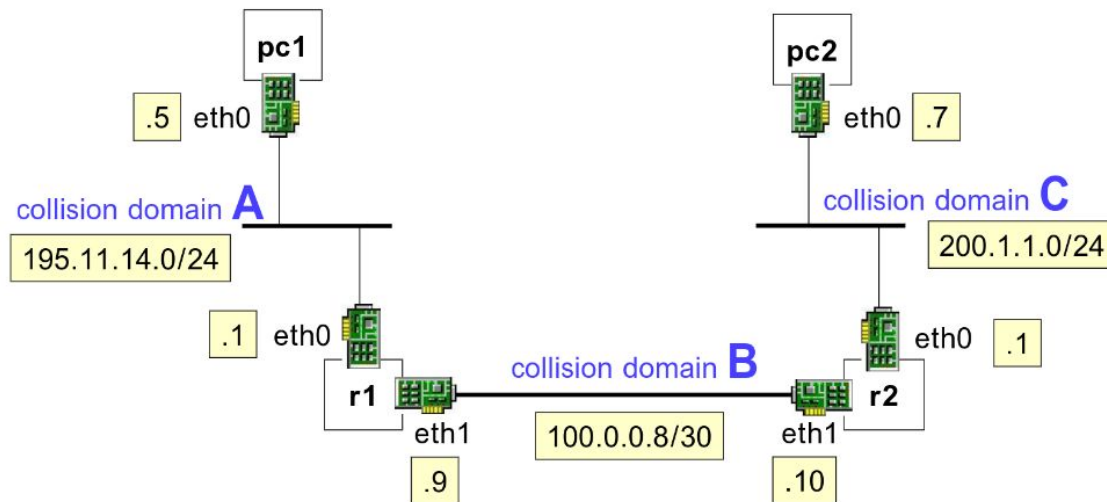 pc1
pc2
.5 eth0
eth0 .7
collision domain A
collision domain C
195.11.14.0/24
200.1.1.0/24
.1 eth0
eth0 .1
collision domain B
r1
r2
eth1
100.0.0.8/30
eth1
.9
.10